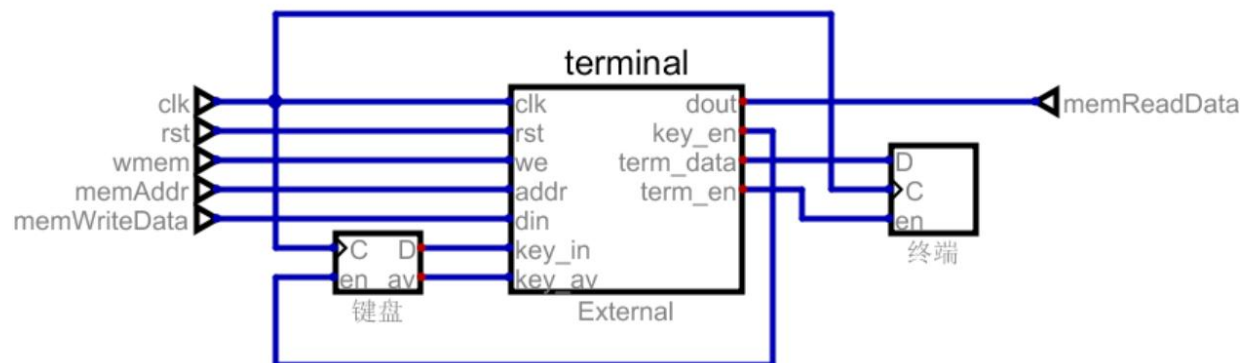 terminal
clk clk dout memReadData
rst rst key_en
wmem we term_data D
memAddr addr term_en C
memWriteData din en
C D key_in 终端
en av key_av
键盘 External